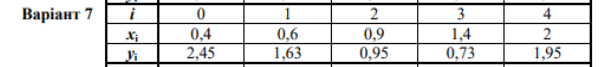 Варіант 7 i 0 1 2 3 4
xi 0,4 0,6 0,9 1,4 2
yi 2,45 1,63 0,95 0,73 1,95